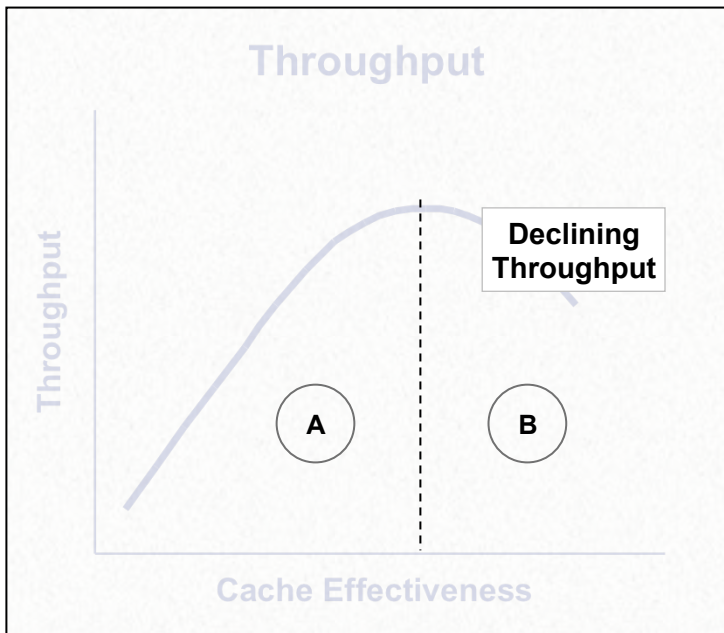 Throughput
Throughput
Declining
Throughput
A
B
Cache Effectiveness